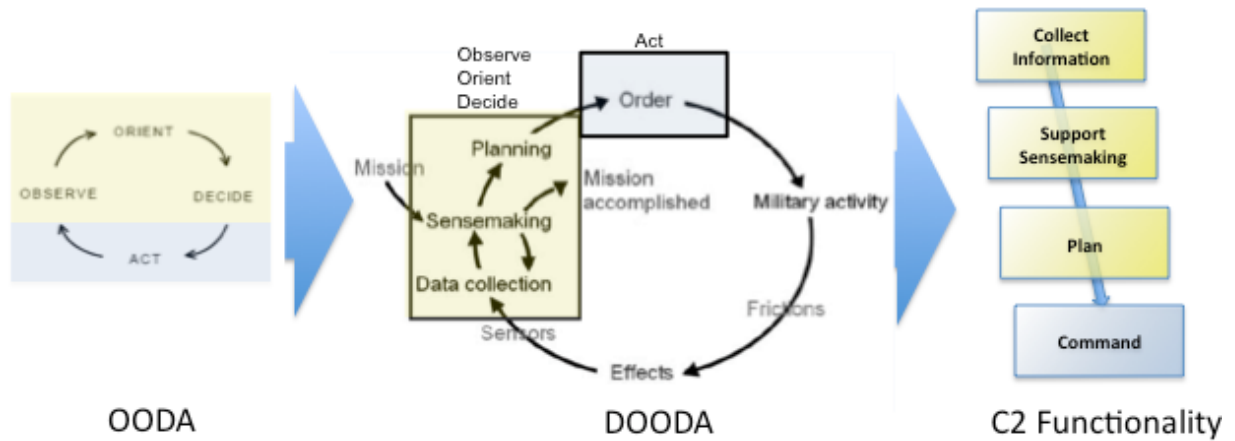 ORIENT
OBSERVE
DECIDE
ACT
OODA
Observe
Orient
Decide
Act
Order
Planning
Mission
Mission
accomplished
Sensemaking
Military activity
Data collection
Frictions
Sensors
Effects
DOODA
Collect
Information
Support
Sensemaking
Plan
Command
C2 Functionality